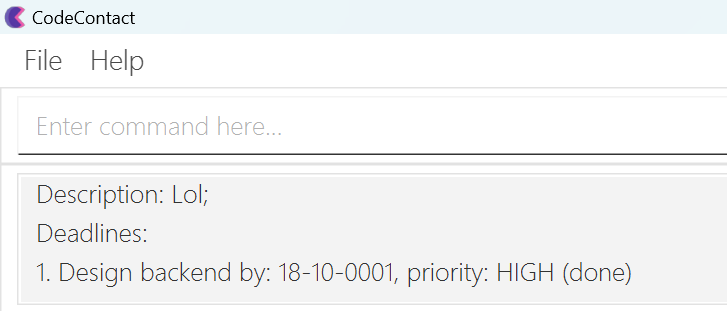 CodeContact
File Help
Enter command here...
Description: Lol;
Deadlines:
1. Design backend by: 18-10-0001, priority: HIGH (done)